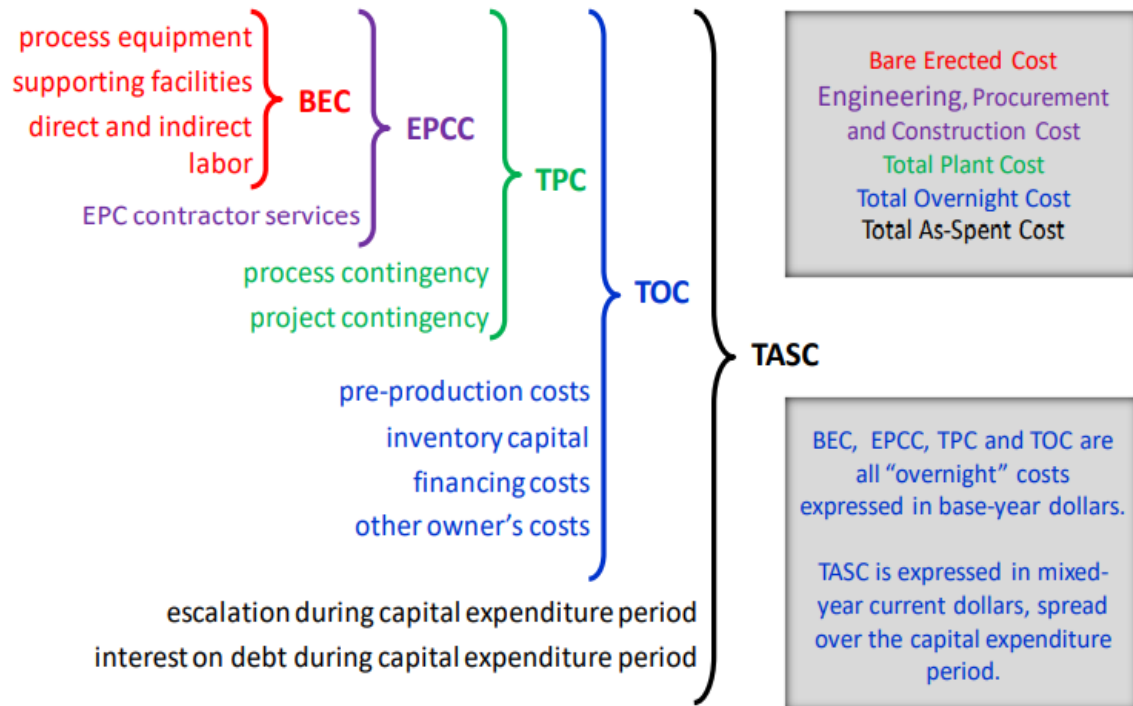 process equipment
supporting facilities
direct and indirect
labor
BEC
EPCC
EPC contractor services
TPC
process contingency
project contingency
TOC
pre-production costs
inventory capital
financing costs
other owner's costs
TASC
escalation during capital expenditure period
interest on debt during capital expenditure period
Bare Erected Cost
Engineering, Procurement
and Construction Cost
Total Plant Cost
Total Overnight Cost
Total As-Spent Cost
BEC, EPCC, TPC and TOC are
all “overnight” costs
expressed in base-year dollars.
TASC is expressed in mixed-
year current dollars, spread
over the capital expenditure
period.